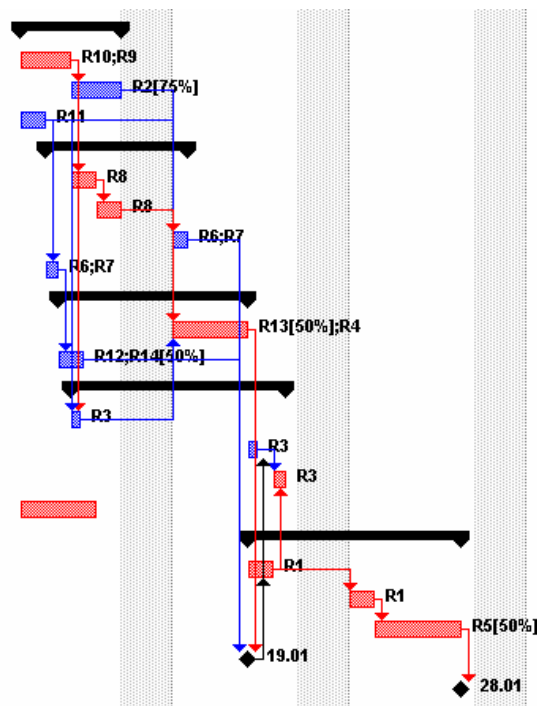 R10;R9
R2[75%]
R11
R8
R8
R6;R7
R6;R7
R13[50%];R4
R12;R14[50%]
R3
R3
R3
R1
R1
R5[50%]
19.01
28.01